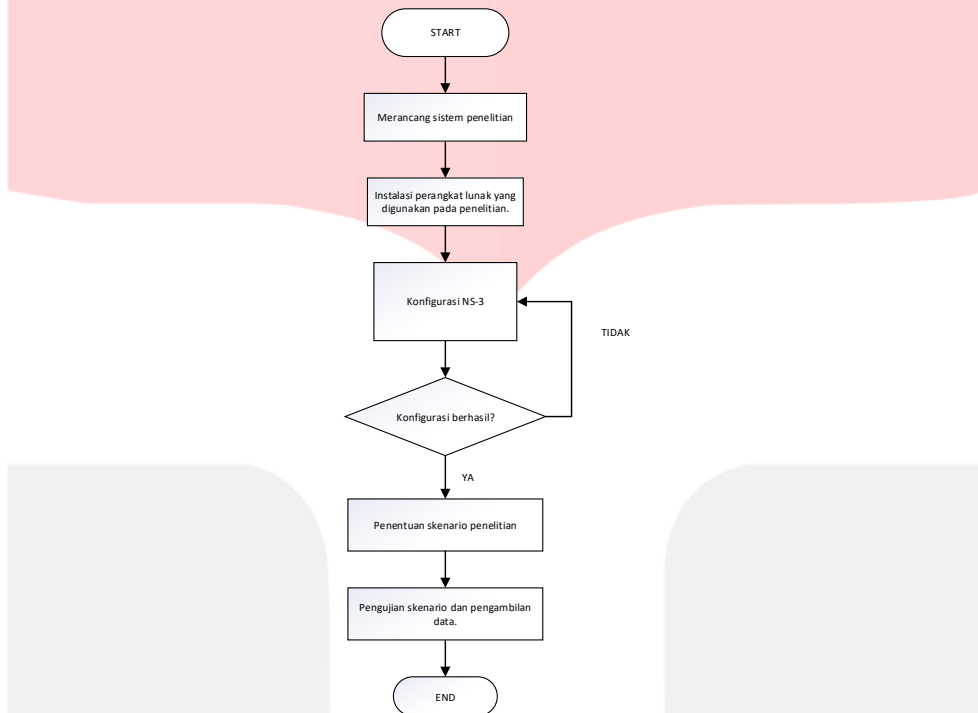 START
Merancang sistem penelitian
Instalasi perangkat lunak yang
digunakan pada penelitian.
Konfigurasi NS-3
TIDAK
Konfigurasi berhasil?
YA
Penentuan skenario penelitian
Pengujian skenario dan pengambilan
data.
END